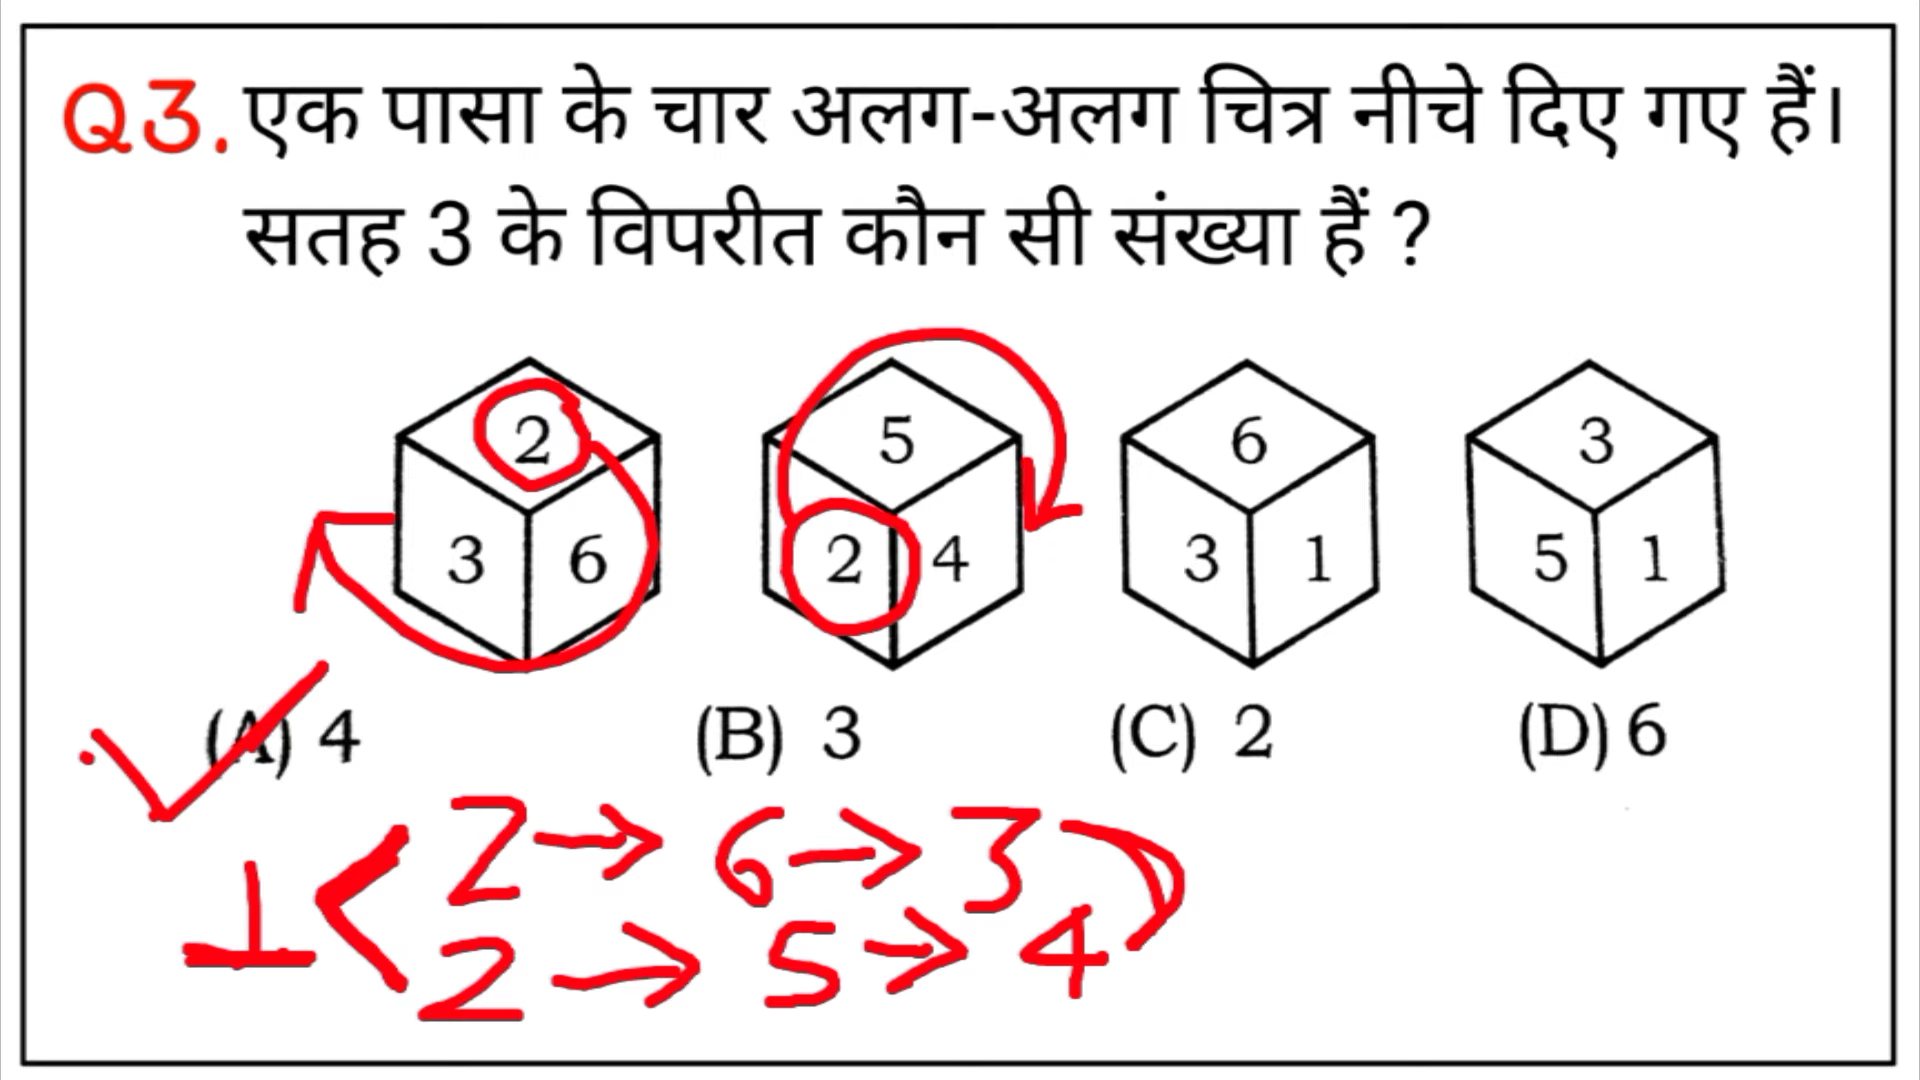 Q3. एक पासा के चार अलग-अलग चित्र नीचे दिए गए हैं।
सतह 3 के विपरीत कौन सी संख्या हैं ?
2 5 6 3
3 6 2 4 3 1 5 1
(A) 4 (B) 3 (C) 2 (D) 6
2→6→3
1
2→5→4